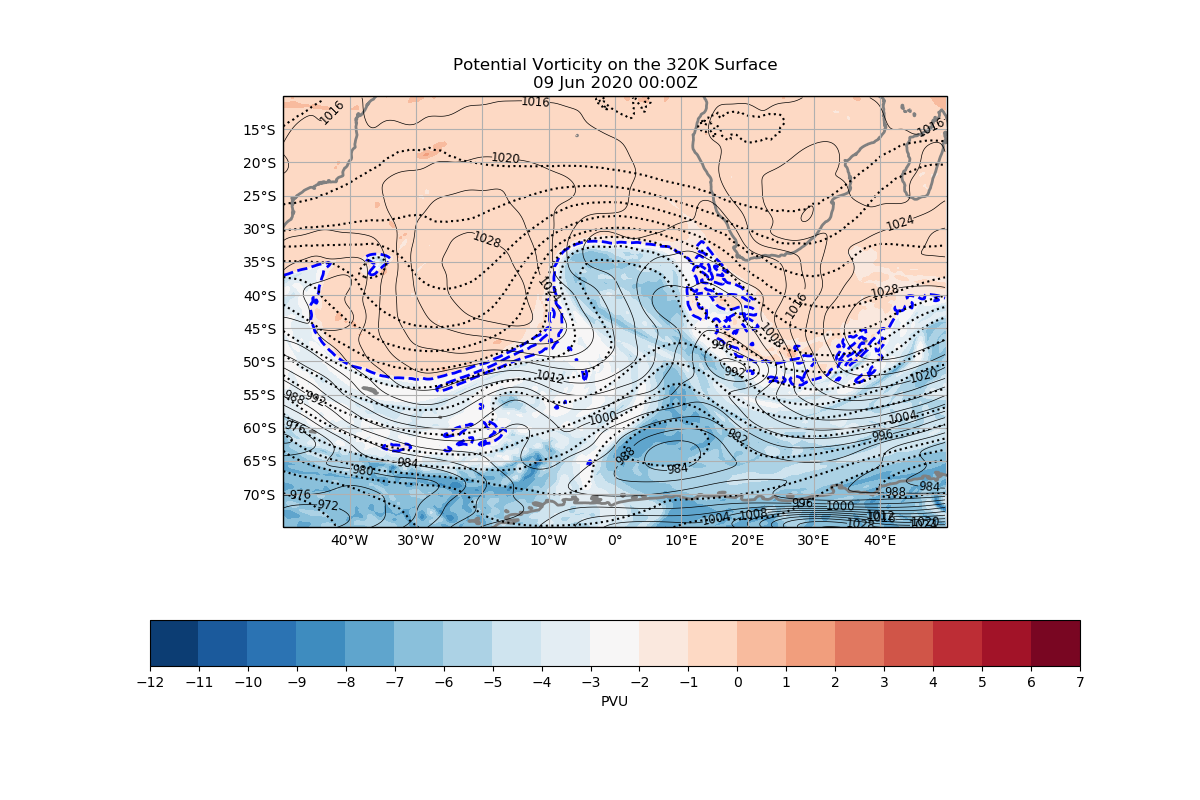 Potential Vorticity on the 320K Surface
09 Jun 2020 00:00Z
1016
1016
1016
15°S
1020
20°S
25°S
1024
1028
30°S
35°S
1028
40°S
1016
1008
45°S
996
50°S
992
1012
1020
55°S
988
992
1000
1004
976
992
996
60°S
988
984
65°S
980
984
984
988
70°S
976
972
996
1000
1004
1008
1012
1028
1020
40°W 30°W 20°W 10°W 0° 10°E 20°E 30°E 40°E
−12 −11 −10 −9 −8 −7 −6 −5 −4 −3 −2 −1 0 1 2 3 4 5 6 7
PVU